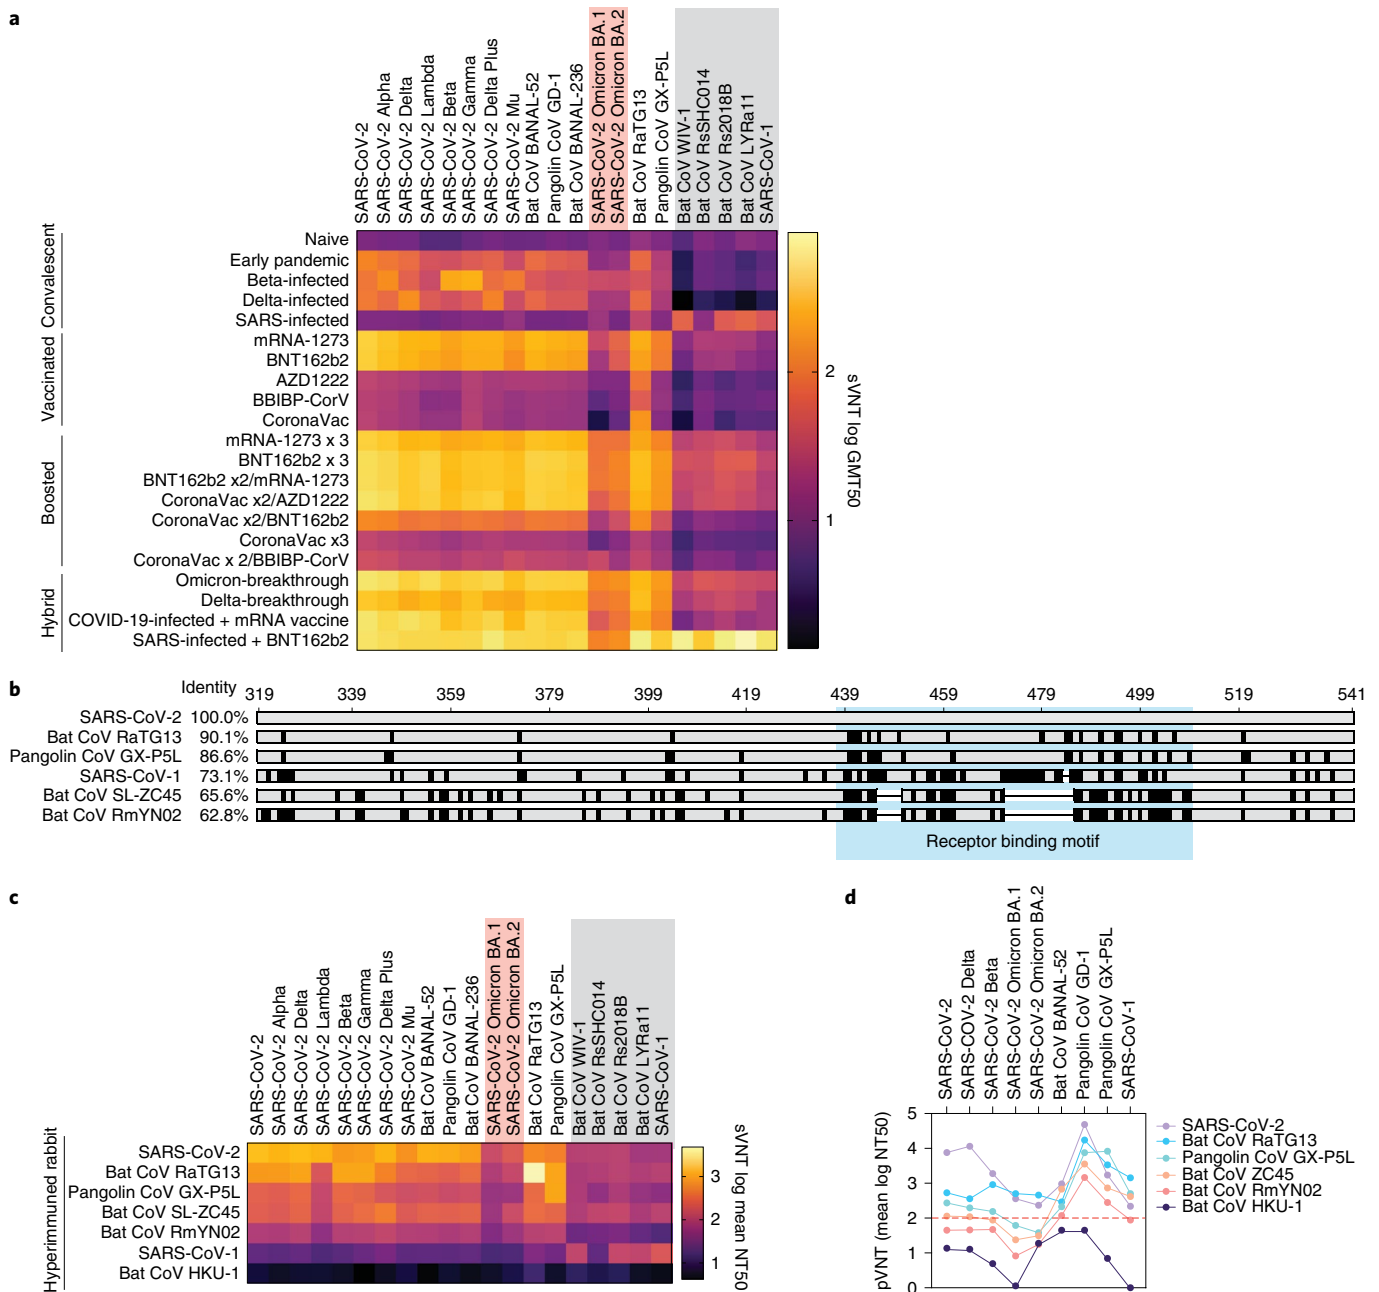 a
SARS-CoV-2
SARS-CoV-2 Alpha
SARS-CoV-2 Delta
SARS-CoV-2 Lambda
SARS-CoV-2 Beta
SARS-CoV-2 Gamma
SARS-CoV-2 Delta Plus
SARS-CoV-2 Mu
Bat CoV BANAL-52
Pangolin CoV GD-1
Bat CoV BANAL-236
SARS-CoV-2 Omicron BA.1
SARS-CoV-2 Omicron BA.2
Bat CoV RaTG13
Pangolin CoV GX-P5L
Bat CoV WIV-1
Bat CoV RsSHC014
Bat CoV Rs2018B
Bat CoV LYRa11
SARS-CoV-1
Convalescent
Naive
Early pandemic
Beta-infected
Delta-infected
SARS-infected
Vaccinated
mRNA-1273
BNT162b2
AZD1222
BBIBP-CorV
CoronaVac
Boosted
mRNA-1273 x 3
BNT162b2 x 3
BNT162b2 x2/mRNA-1273
CoronaVac x2/AZD1222
CoronaVac x2/BNT162b2
CoronaVac x3
CoronaVac x 2/BBIBP-CorV
Hybrid
Omicron-breakthrough
Delta-breakthrough
COVID-19-infected + mRNA vaccine
SARS-infected + BNT162b2
2
1
sVNT log GMT50
b
Identity 319 339 359 379 399 419 439 459 479 499 519 541
SARS-CoV-2 100.0%
Bat CoV RaTG13 90.1%
Pangolin CoV GX-P5L 86.6%
SARS-CoV-1 73.1%
Bat CoV SL-ZC45 65.6%
Bat CoV RmYN02 62.8%
Receptor binding motif
c
SARS-CoV-2
SARS-CoV-2 Alpha
SARS-CoV-2 Delta
SARS-CoV-2 Lambda
SARS-CoV-2 Beta
SARS-CoV-2 Gamma
SARS-CoV-2 Delta Plus
SARS-CoV-2 Mu
Bat CoV BANAL-52
Pangolin CoV GD-1
Bat CoV BANAL-236
SARS-CoV-2 Omicron BA.1
SARS-CoV-2 Omicron BA.2
Bat CoV RaTG13
Pangolin CoV GX-P5L
Bat CoV WIV-1
Bat CoV RsSHC014
Bat CoV Rs2018B
Bat CoV LYRa11
SARS-CoV-1
Hyperimmuned rabbit
SARS-CoV-2
Bat CoV RaTG13
Pangolin CoV GX-P5L
Bat CoV SL-ZC45
Bat CoV RmYN02
SARS-CoV-1
Bat CoV HKU-1
3
2
1
sVNT log mean NT50
d
SARS-CoV-2
SARS-COV-2 Delta
SARS-CoV-2 Beta
SARS-CoV-2 Omicron BA.1
SARS-CoV-2 Omicron BA.2
Bat CoV BANAL-52
Pangolin CoV GD-1
Pangolin CoV GX-P5L
SARS-CoV-1
pVNT (mean log NT50)
5
4
3
2
1
0
SARS-CoV-2
Bat CoV RaTG13
Pangolin CoV GX-P5L
Bat CoV ZC45
Bat CoV RmYN02
Bat CoV HKU-1